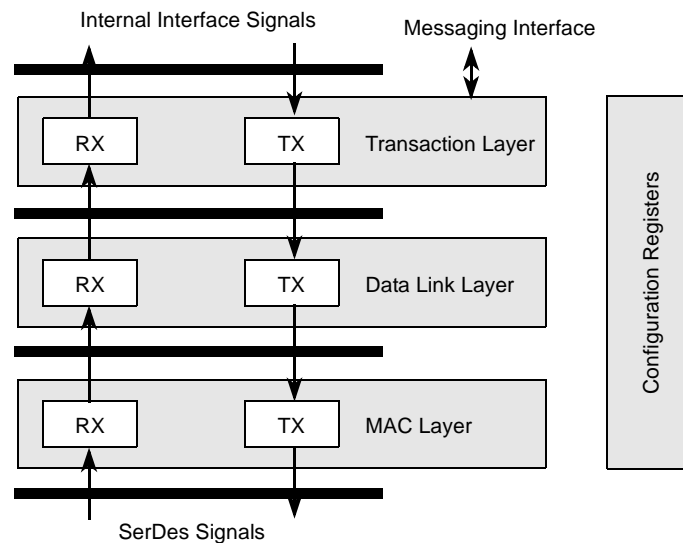 Internal Interface Signals
Messaging Interface
RX
TX
Transaction Layer
RX
TX
Data Link Layer
RX
TX
MAC Layer
SerDes Signals
Configuration Registers